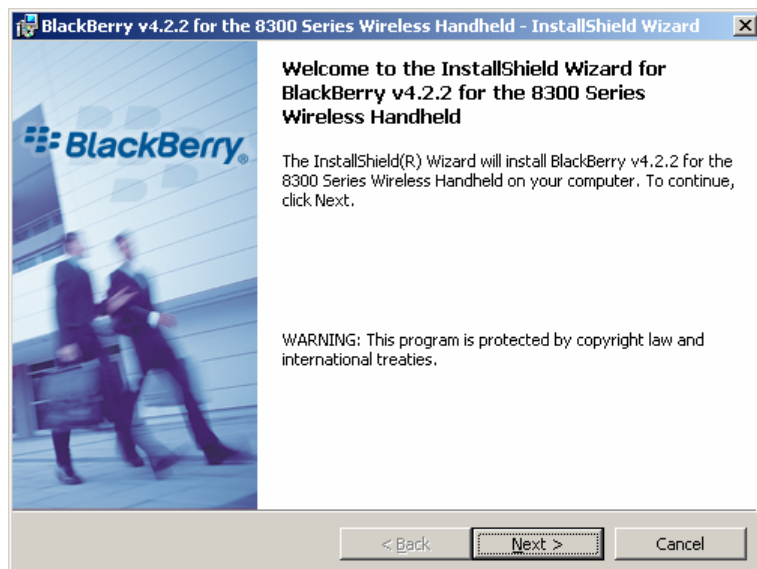 BlackBerry v4.2.2 for the 8300 Series Wireless Handheld - InstallShield Wizard
Welcome to the InstallShield Wizard for
BlackBerry v4.2.2 for the 8300 Series
Wireless Handheld
BlackBerry®
The InstallShield(R) Wizard will install BlackBerry v4.2.2 for the
8300 Series Wireless Handheld on your computer. To continue,
click Next.
WARNING: This program is protected by copyright law and
international treaties.
< Back
Next >
Cancel